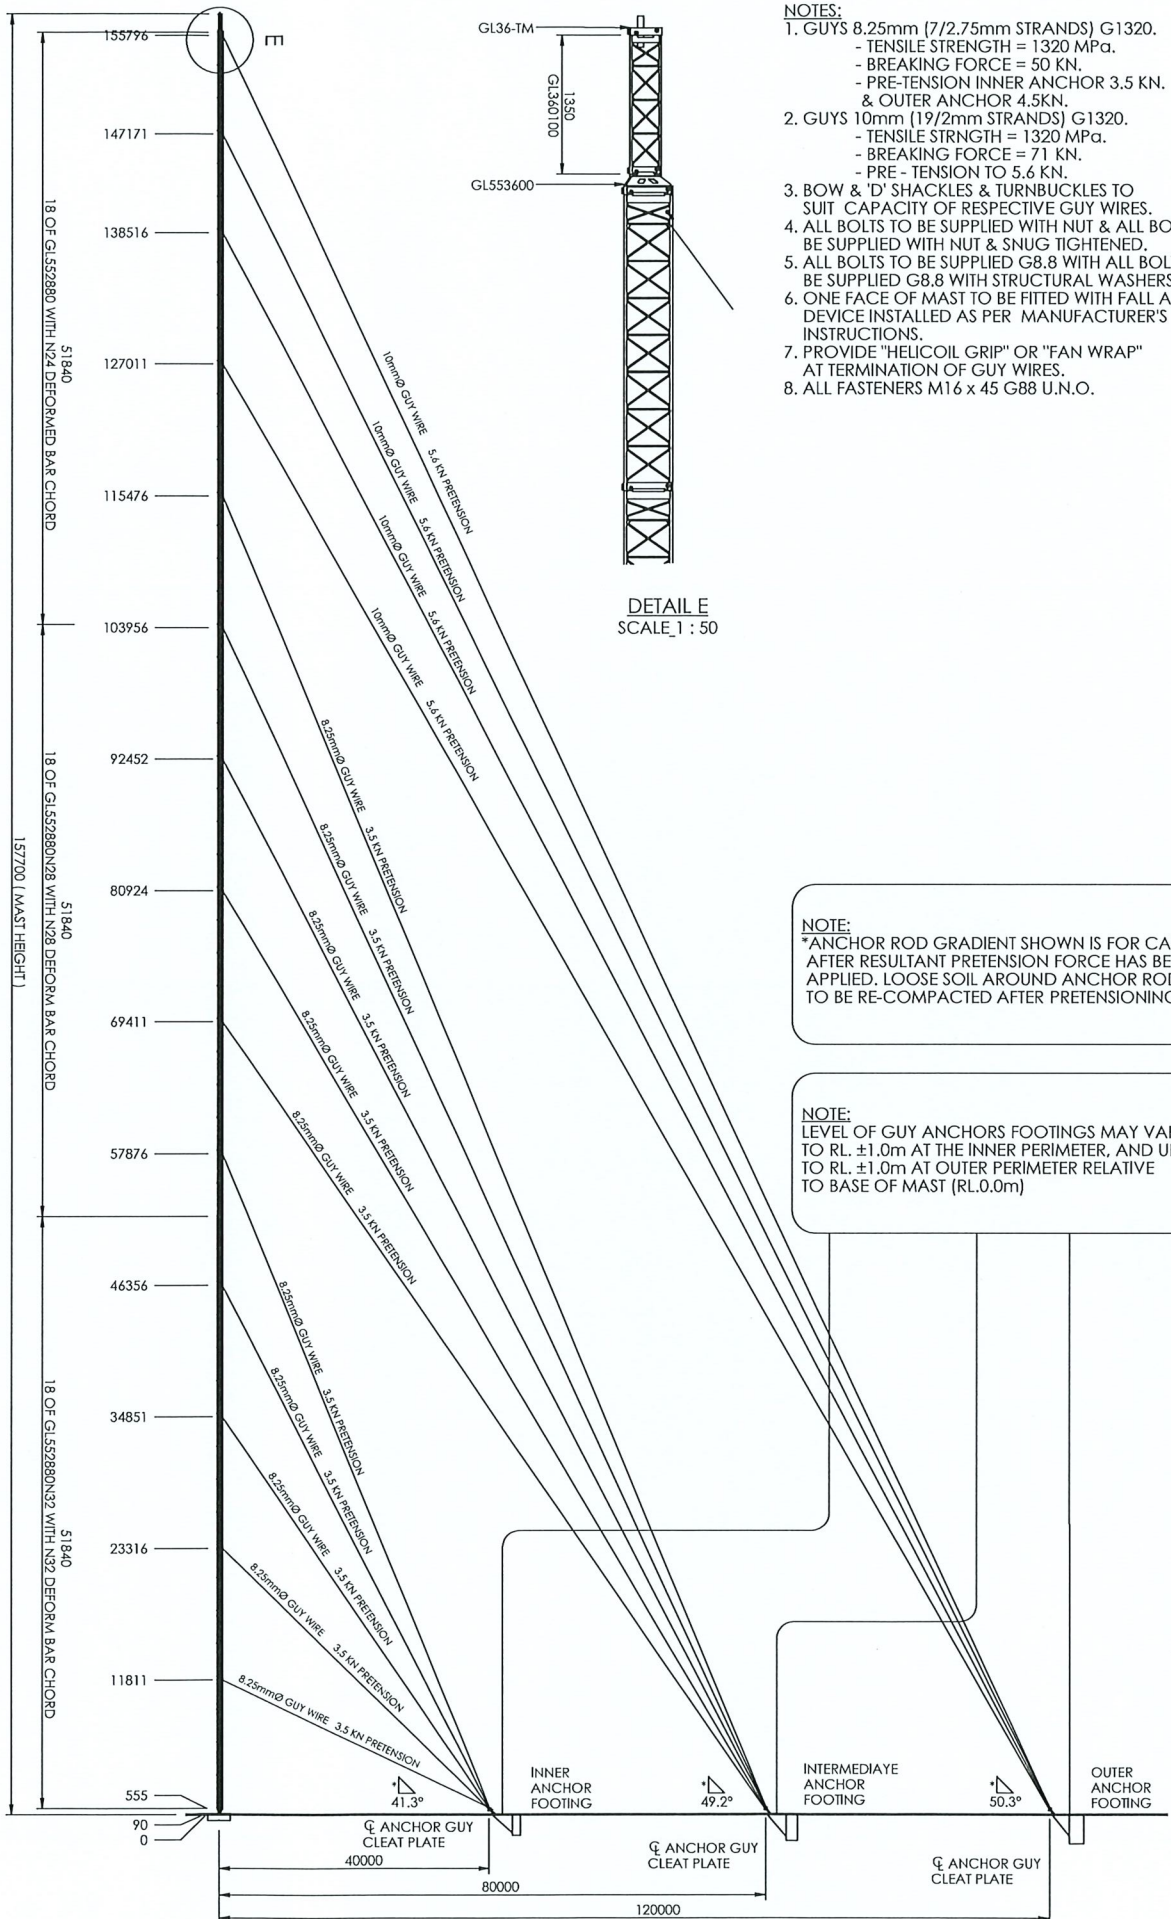 NOTES:
1. GUYS 8.25mm (7/2.75mm STRANDS) G1320.
- TENSILE STRENGTH = 1320 MPa.
- BREAKING FORCE = 50 KN.
- PRE-TENSION INNER ANCHOR 3.5 KN.
& OUTER ANCHOR 4.5KN.
2. GUYS 10mm (19/2mm STRANDS) G1320.
- TENSILE STRNGTH = 1320 MPa.
- BREAKING FORCE = 71 KN.
- PRE - TENSION TO 5.6 KN.
3. BOW & 'D' SHACKLES & TURNBUCKLES TO
SUIT CAPACITY OF RESPECTIVE GUY WIRES.
4. ALL BOLTS TO BE SUPPLIED WITH NUT & ALL BO
BE SUPPLIED WITH NUT & SNUG TIGHTENED.
5. ALL BOLTS TO BE SUPPLIED G8.8 WITH ALL BOL
BE SUPPLIED G8.8 WITH STRUCTURAL WASHERS
6. ONE FACE OF MAST TO BE FITTED WITH FALL A
DEVICE INSTALLED AS PER MANUFACTURER'S
INSTRUCTIONS.
7. PROVIDE "HELICOIL GRIP" OR "FAN WRAP"
AT TERMINATION OF GUY WIRES.
8. ALL FASTENERS M16 x 45 G88 U.N.O.
GL36-TM
1350
GL360100
GL553600
DETAIL E
SCALE 1 : 50
E
155796
147171
138516
127011
115476
103956
92452
80924
69411
57876
46356
34851
23316
11811
555
90
0
157700 ( MAST HEIGHT )
51840
18 OF GL552880 WITH N24 DEFORMED BAR CHORD
51840
18 OF GL552880N28 WITH N28 DEFORM BAR CHORD
51840
18 OF GL552880N32 WITH N32 DEFORM BAR CHORD
10mmØ GUY WIRE 5.6 KN PRETENSION
10mmØ GUY WIRE 5.6 KN PRETENSION
10mmØ GUY WIRE 5.6 KN PRETENSION
10mmØ GUY WIRE 5.6 KN PRETENSION
8.25mmØ GUY WIRE 3.5 KN PRETENSION
8.25mmØ GUY WIRE 3.5 KN PRETENSION
8.25mmØ GUY WIRE 3.5 KN PRETENSION
8.25mmØ GUY WIRE 3.5 KN PRETENSION
8.25mmØ GUY WIRE 3.5 KN PRETENSION
8.25mmØ GUY WIRE 3.5 KN PRETENSION
8.25mmØ GUY WIRE 3.5 KN PRETENSION
8.25mmØ GUY WIRE 3.5 KN PRETENSION
8.25mmØ GUY WIRE 3.5 KN PRETENSION
8.25mmØ GUY WIRE 3.5 KN PRETENSION
NOTE:
*ANCHOR ROD GRADIENT SHOWN IS FOR CA
AFTER RESULTANT PRETENSION FORCE HAS BE
APPLIED. LOOSE SOIL AROUND ANCHOR ROD
TO BE RE-COMPACTED AFTER PRETENSIONING
NOTE:
LEVEL OF GUY ANCHORS FOOTINGS MAY VA
TO RL. ±1.0m AT THE INNER PERIMETER, AND U
TO RL. ±1.0m AT OUTER PERIMETER RELATIVE
TO BASE OF MAST (RL.0.0m)
*
41.3°
INNER
ANCHOR
FOOTING
*
49.2°
INTERMEDIAYE
ANCHOR
FOOTING
*
50.3°
OUTER
ANCHOR
FOOTING
℄ ANCHOR GUY
CLEAT PLATE
℄ ANCHOR GUY
CLEAT PLATE
℄ ANCHOR GUY
CLEAT PLATE
40000
80000
120000